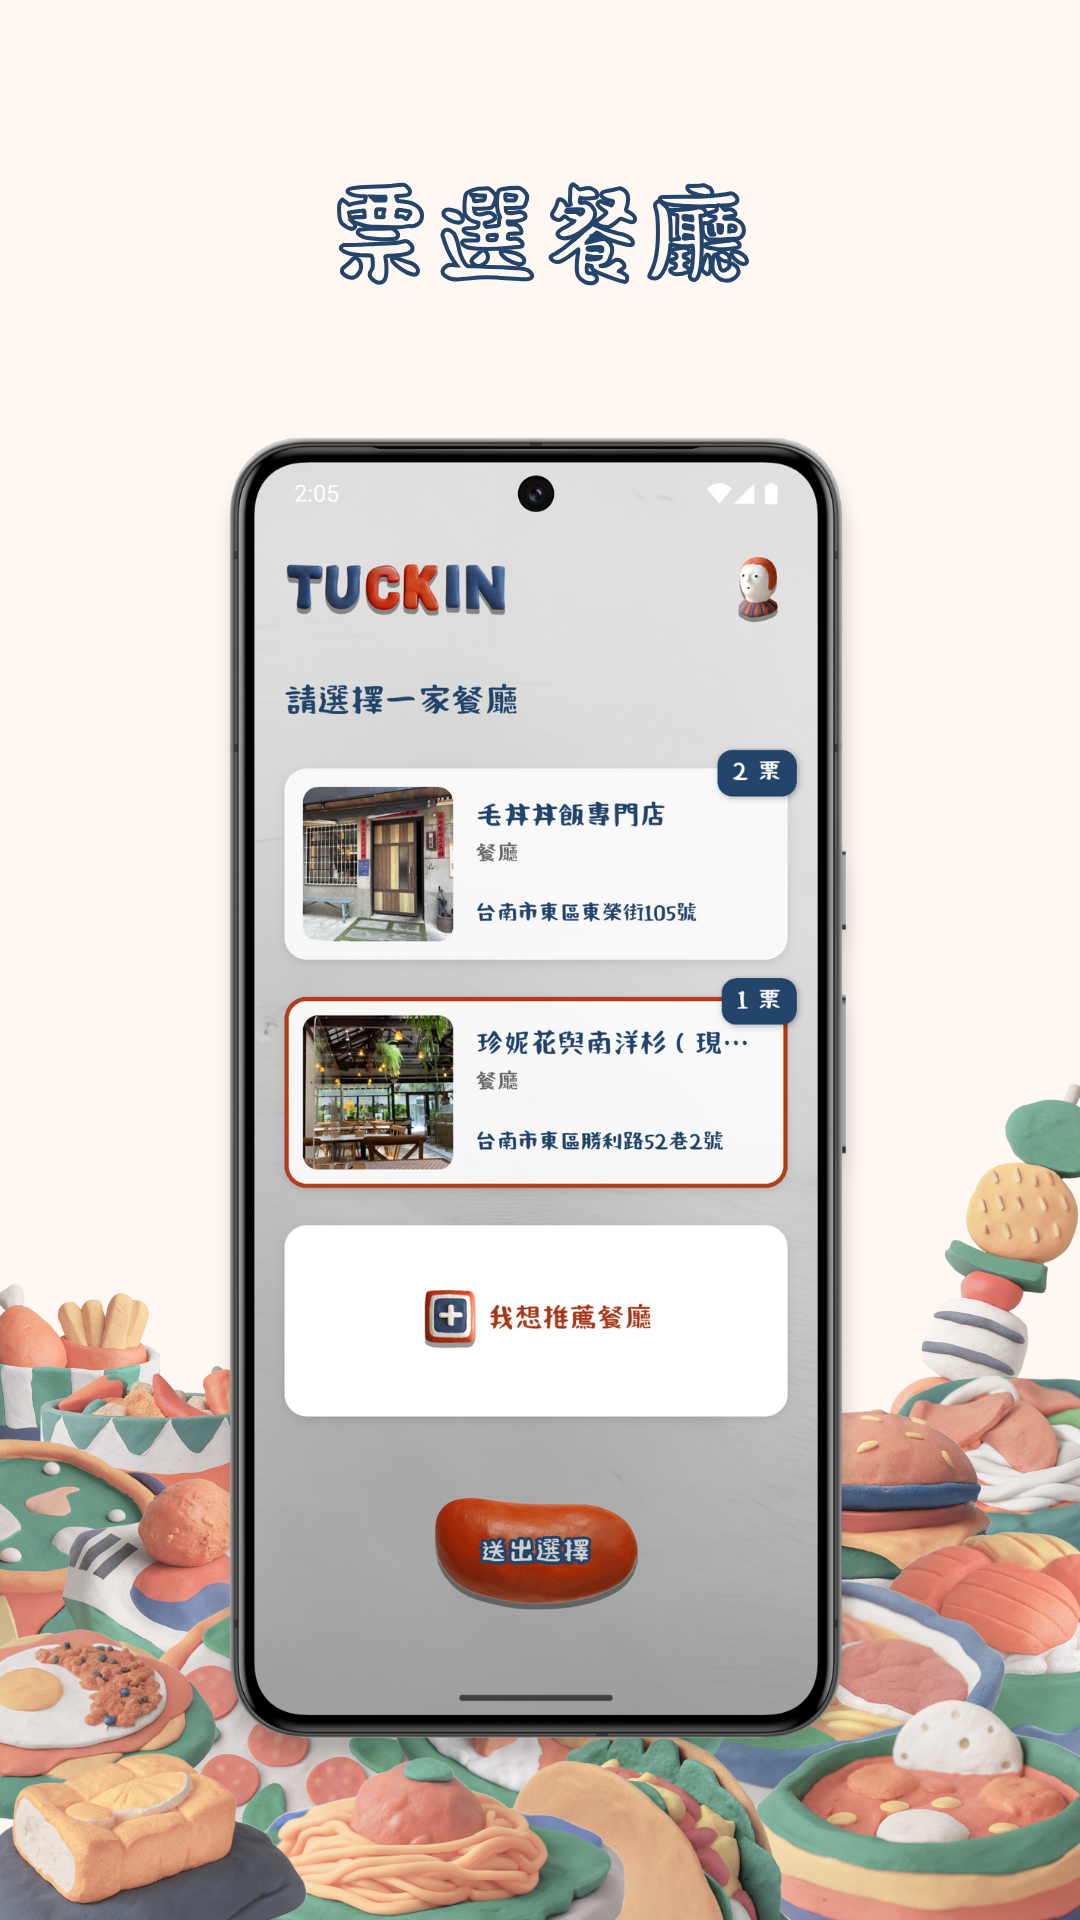 票選餐廳
2:05
TUCKIN
請選擇一家餐廳
2 票
毛丼丼飯專門店
餐廳
台南市東區東榮街105號
1 票
珍妮花與南洋杉（現…
餐廳
台南市東區勝利路52巷2號
我想推薦餐廳
送出選擇